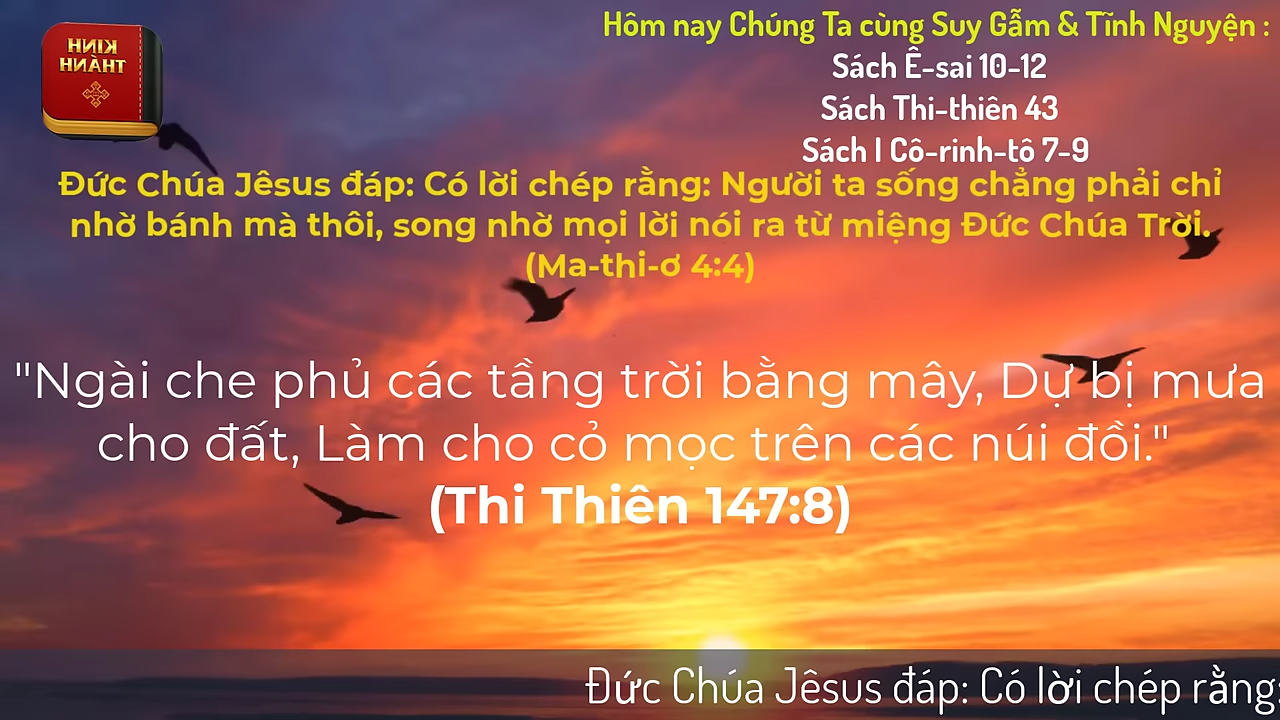 KINH
THÁNH
Hôm nay Chúng Ta cùng Suy Gẫm & Tĩnh Nguyện :
Sách Ê-sai 10-12
Sách Thi-thiên 43
Sách I Cô-rinh-tô 7-9
Đức Chúa Jêsus đáp: Có lời chép rằng: Người ta sống chẳng phải chỉ
nhờ bánh mà thôi, song nhờ mọi lời nói ra từ miệng Đức Chúa Trời.
(Ma-thi-ơ 4:4)
"Ngài che phủ các tầng trời bằng mây, Dự bị mưa
cho đất, Làm cho cỏ mọc trên các núi đồi."
(Thi Thiên 147:8)
Đức Chúa Jêsus đáp: Có lời chép rằng: